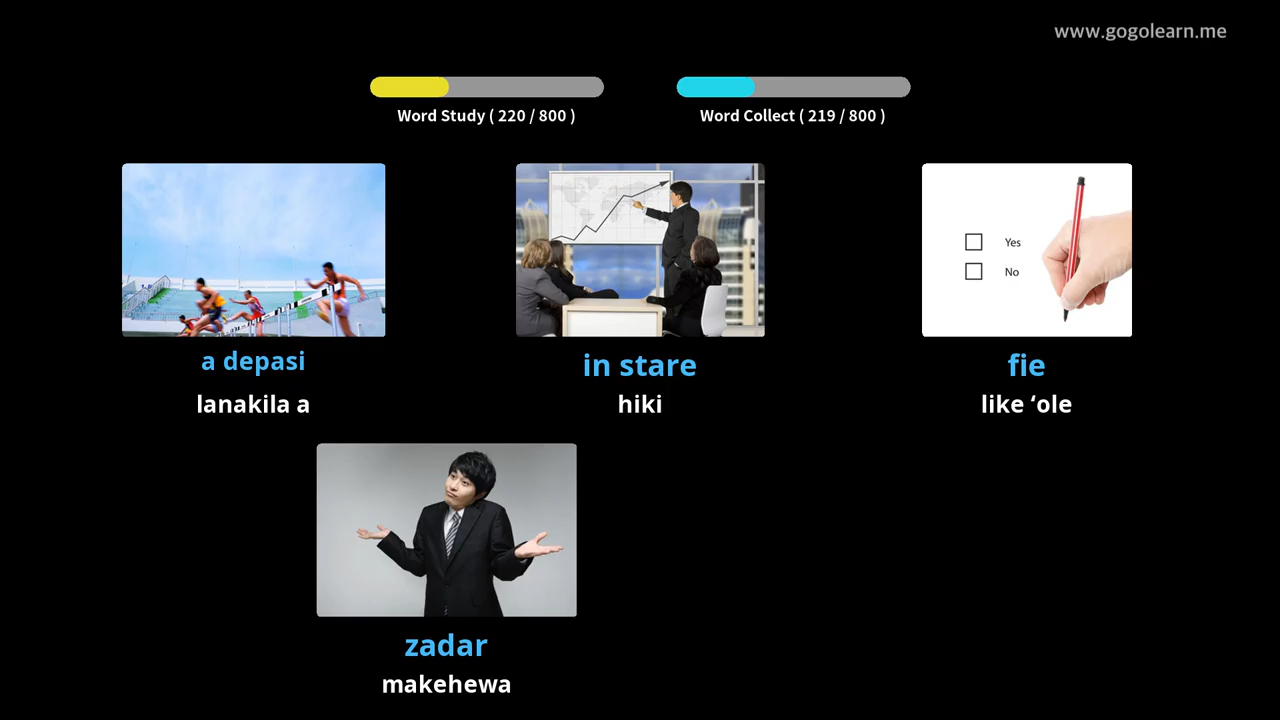 www.gogolearn.me
Word Study ( 220 / 800 )
Word Collect ( 219 / 800 )
Yes
No
a depasi
lanakila a
in stare
hiki
fie
like ‘ole
zadar
makehewa